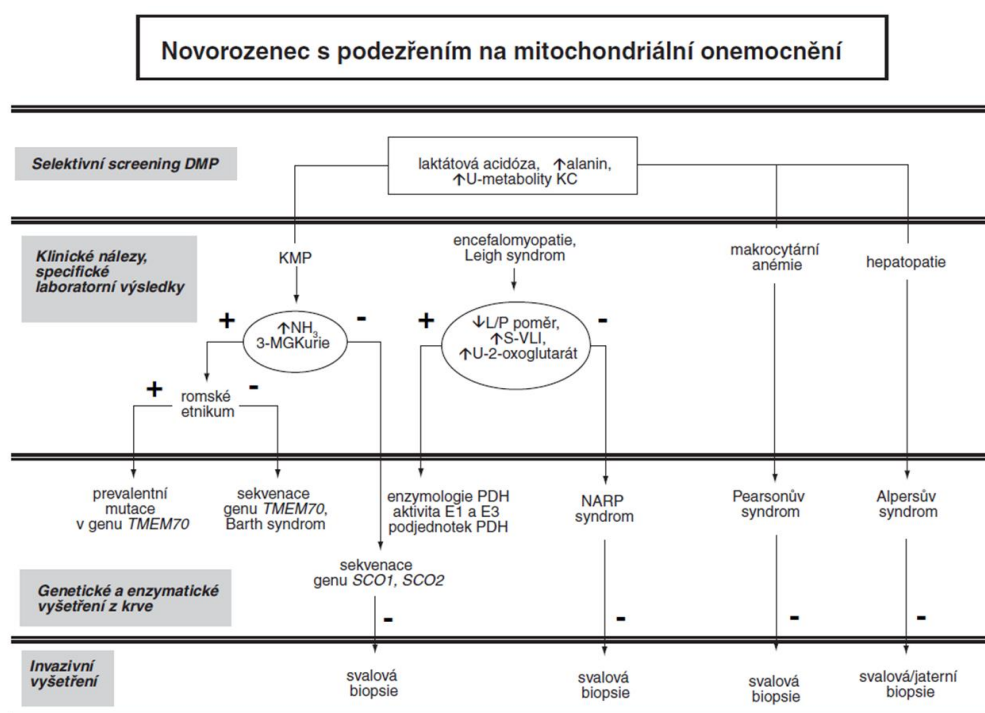 Novorozenec s podezřením na mitochondriální onemocnění
Selektivní screening DMP
laktátová acidóza, ↑alanin,
↑U-metabolity KC
Klinické nálezy,
specifické
laboratorní výsledky
KMP
encefalomyopatie,
Leigh syndrom
makrocytární
anémie
hepatopatie
+
-
↑NH3,
3-MGKurie
+
-
↓L/P poměr,
↑S-VLI,
↑U-2-oxoglutarát
+
-
romské
etnikum
prevalentní
mutace
v genu TMEM70
sekvenace
genu TMEM70,
Barth syndrom
enzymologie PDH
aktivita E1 a E3
podjednotek PDH
NARP
syndrom
Pearsonův
syndrom
Alpersův
syndrom
sekvenace
genu SCO1, SCO2
Genetické a enzymatické
vyšetření z krve
-
-
-
-
Invazivní
vyšetření
svalová
biopsie
svalová
biopsie
svalová
biopsie
svalová/jaterní
biopsie